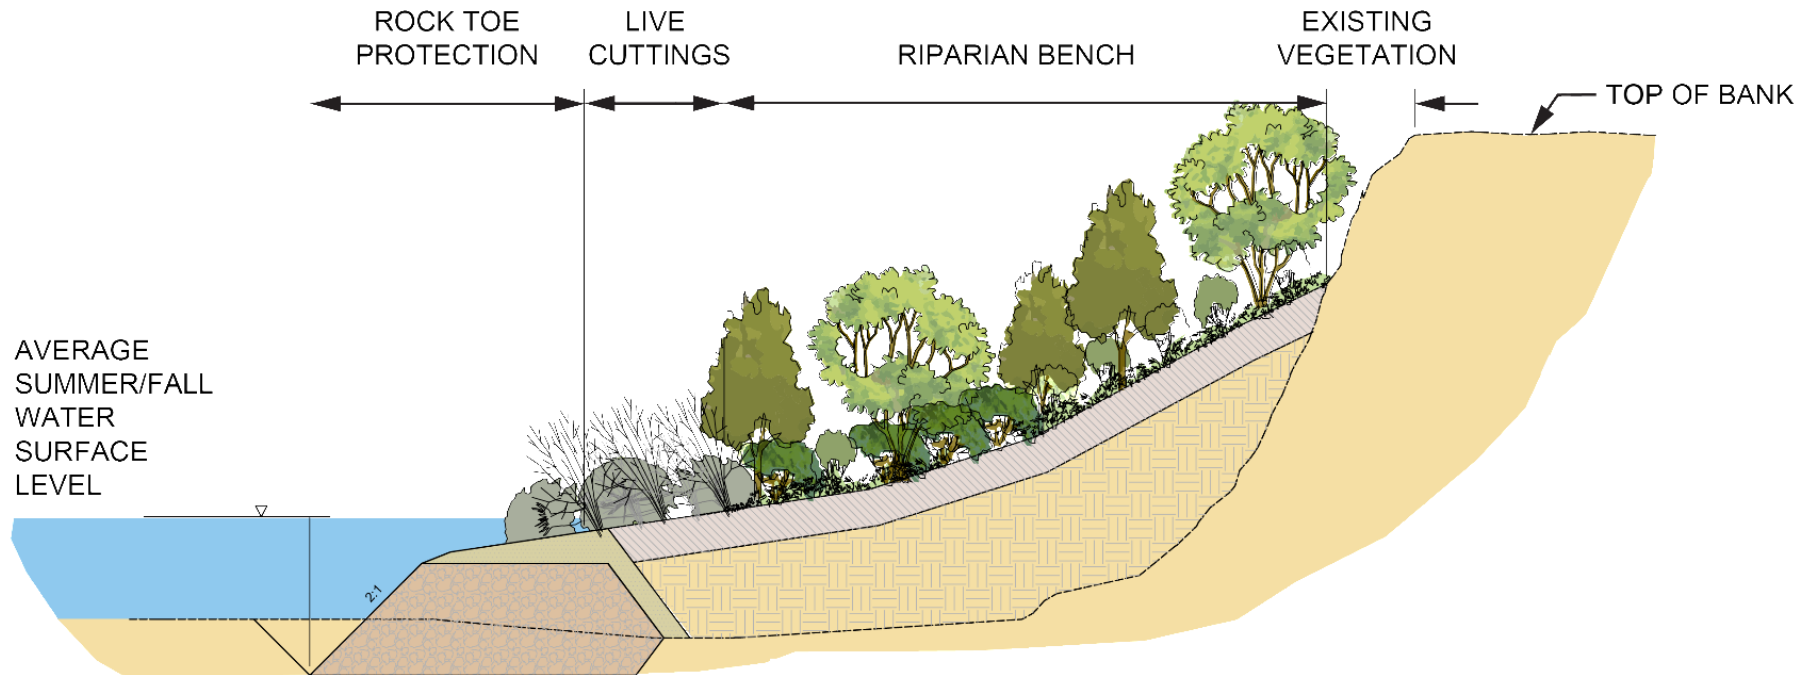 ROCK TOE
PROTECTION
LIVE
CUTTINGS
RIPARIAN BENCH
EXISTING
VEGETATION
TOP OF BANK
AVERAGE
SUMMER/FALL
WATER
SURFACE
LEVEL
2:1